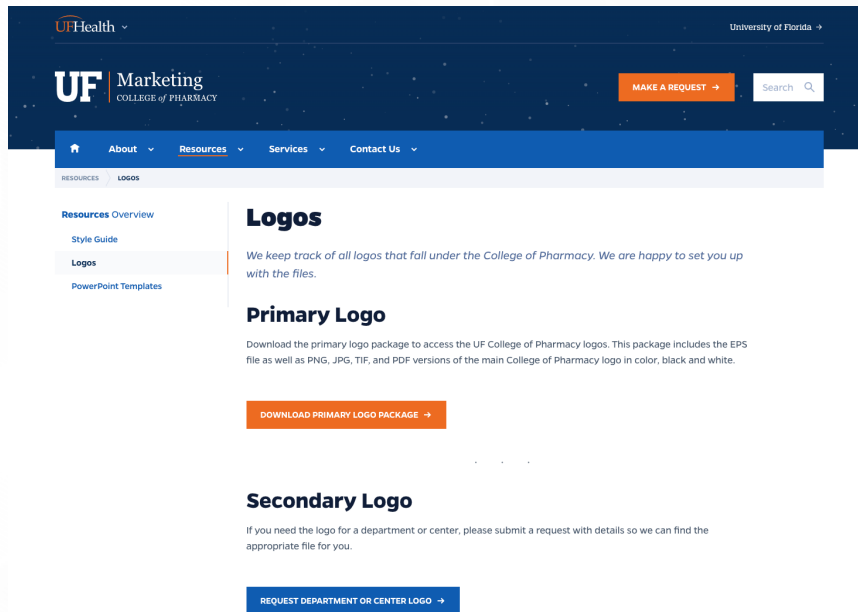 UFHealth
University of Florida →
UF Marketing
COLLEGE of PHARMACY
MAKE A REQUEST →
Search
About
Resources
Services
Contact Us
RESOURCES
LOGOS
Resources Overview
Style Guide
Logos
PowerPoint Templates
Logos
We keep track of all logos that fall under the College of Pharmacy. We are happy to set you up
with the files.
Primary Logo
Download the primary logo package to access the UF College of Pharmacy logos. This package includes the EPS
file as well as PNG, JPG, TIF, and PDF versions of the main College of Pharmacy logo in color, black and white.
DOWNLOAD PRIMARY LOGO PACKAGE →
. . .
Secondary Logo
If you need the logo for a department or center, please submit a request with details so we can find the
appropriate file for you.
REQUEST DEPARTMENT OR CENTER LOGO →